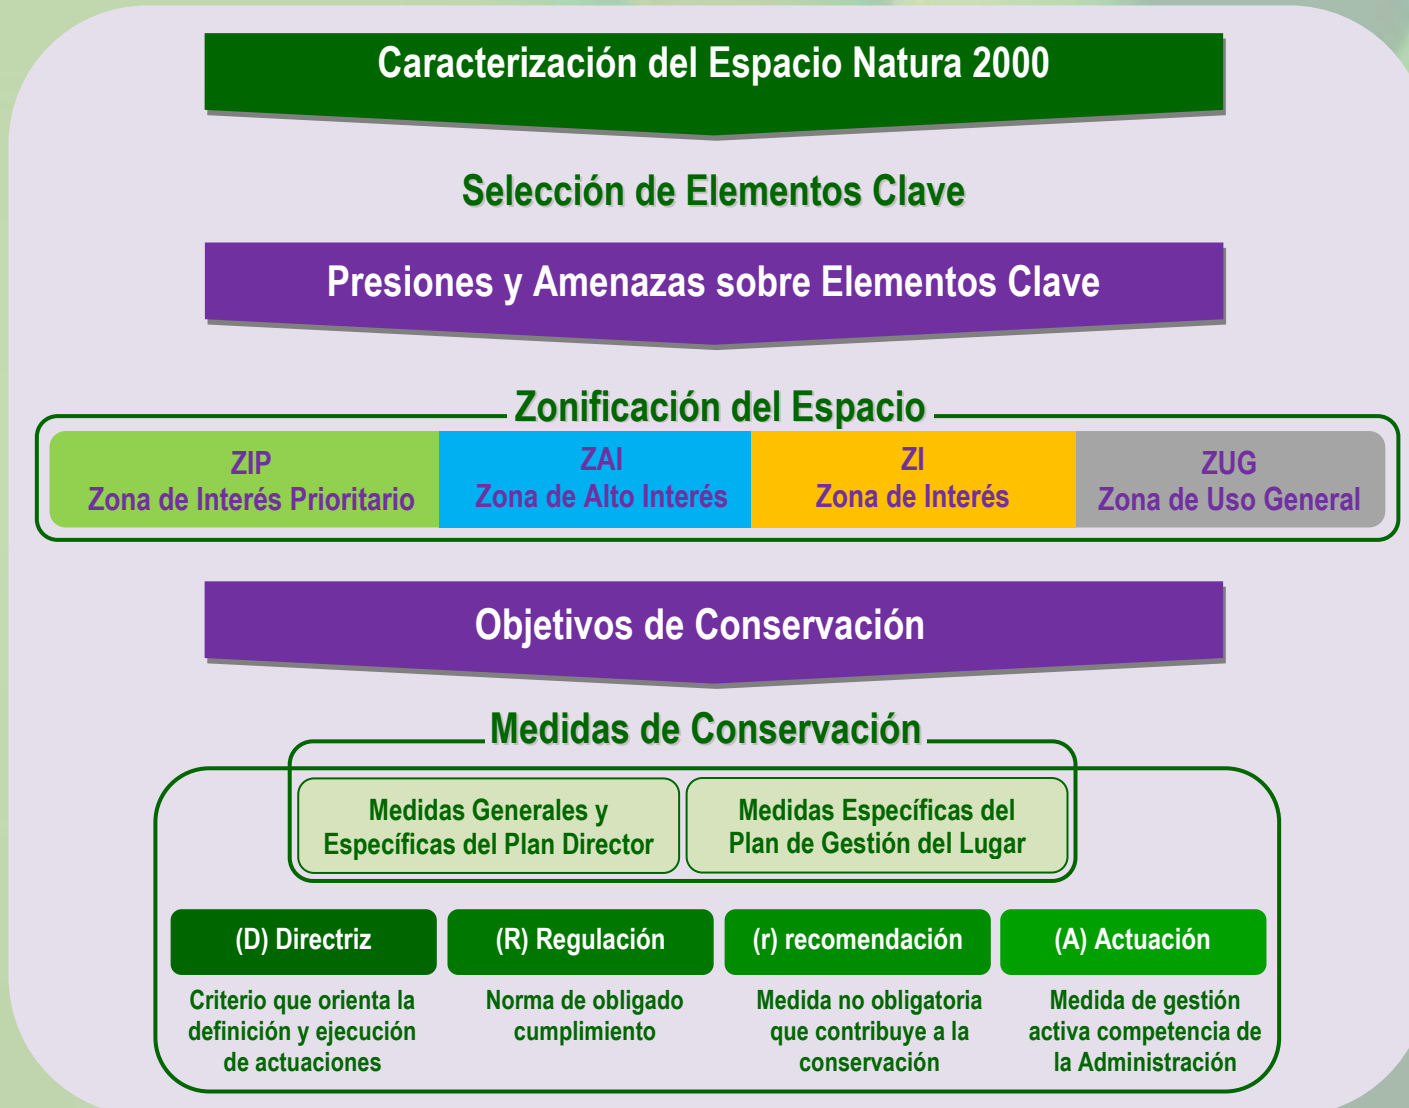 Caracterización del Espacio Natura 2000
Selección de Elementos Clave
Presiones y Amenazas sobre Elementos Clave
Zonificación del Espacio
ZIP
Zona de Interés Prioritario
ZAI
Zona de Alto Interés
ZI
Zona de Interés
ZUG
Zona de Uso General
Objetivos de Conservación
Medidas de Conservación
Medidas Generales y
Específicas del Plan Director
Medidas Específicas del
Plan de Gestión del Lugar
(D) Directriz
Criterio que orienta la
definición y ejecución
de actuaciones
(R) Regulación
Norma de obligado
cumplimiento
(r) recomendación
Medida no obligatoria
que contribuye a la
conservación
(A) Actuación
Medida de gestión
activa competencia de
la Administración